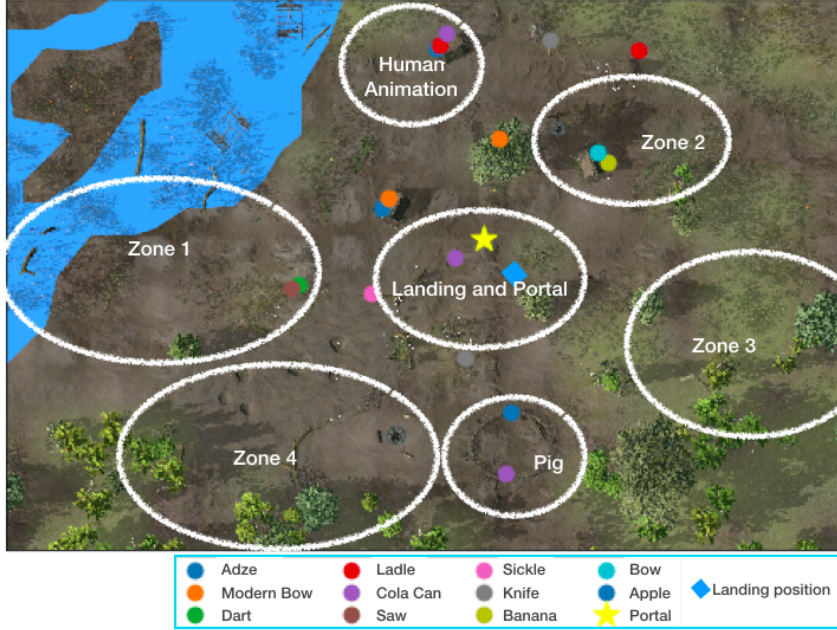 Human
Animation
Zone 2
Zone 1
Landing and Portal
Zone 3
Zone 4
Pig
Adze
Ladle
Sickle
Bow
Modern Bow
Cola Can
Knife
Apple
Landing position
Dart
Saw
Banana
Portal